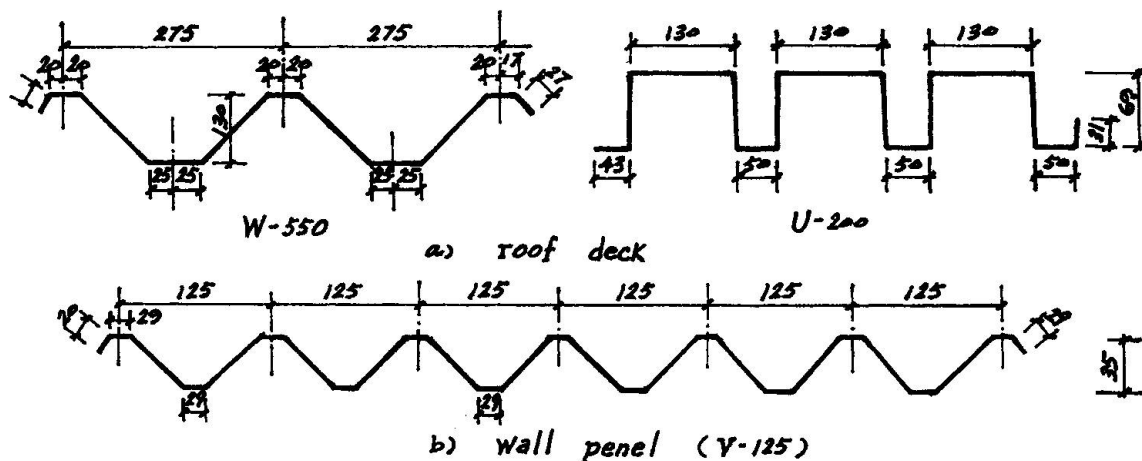 275 275 130 130 130
20 20 20 20 20 17 27
130 69 31
25 25 25 25 43 50 50 50
W-550 U-200
a) roof deck
125 125 125 125 125 125
29
35
29 29
b) wall penel (V-125)